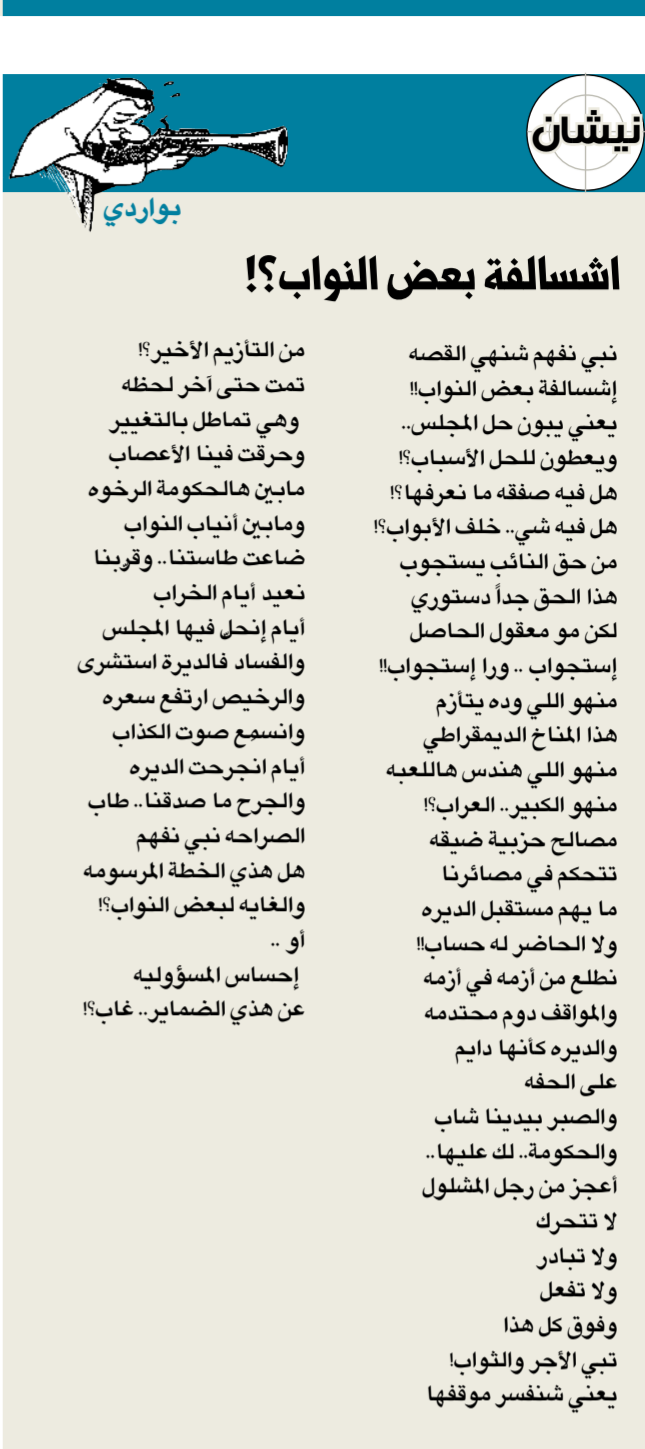 نيشان
بواردي
اشسالفة بعض النواب؟!
نبي نفهم شنهي القصه
إشسالفة بعض النواب!!
يعني يبون حل المجلس..
ويعطون للحل الأسباب؟!
هل فيه صفقه ما نعرفها؟!
هل فيه شي.. خلف الأبواب؟!
من حق النائب يستجوب
هذا الحق جداً دستوري
لكن مو معقول الحاصل
إستجواب .. ورا إستجواب!!
منهو اللي وده يتأزم
هذا المناخ الديمقراطي
منهو اللي هندس هاللعبه
منهو الكبير.. العراب؟!
مصالح حزبية ضيقه
تتحكم في مصائرنا
ما يهم مستقبل الديره
ولا الحاضر له حساب!!
نطلع من أزمه في أزمه
والمواقف دوم محتدمه
والديره كأنها دايم
على الحفه
والصبر بيدينا شاب
والحكومة.. لك عليها..
أعجز من رجل المشلول
لا تتحرك
ولا تبادر
ولا تفعل
وفوق كل هذا
تبي الأجر والثواب!
يعني شنفسر موقفها
من التأزيم الأخير؟!
تمت حتى آخر لحظه
وهي تماطل بالتغيير
وحرقت فينا الأعصاب
مابين هالحكومة الرخوه
ومابين أنياب النواب
ضاعت طاستنا.. وقربنا
نعيد أيام الخراب
أيام إنحل فيها المجلس
والفساد فالديرة استشرى
والرخيص ارتفع سعره
وانسمع صوت الكذاب
أيام انجرحت الديره
والجرح ما صدقنا.. طاب
الصراحه نبي نفهم
هل هذي الخطة المرسومه
والغايه لبعض النواب؟!
أو ..
إحساس المسؤوليه
عن هذي الضماير.. غاب؟!